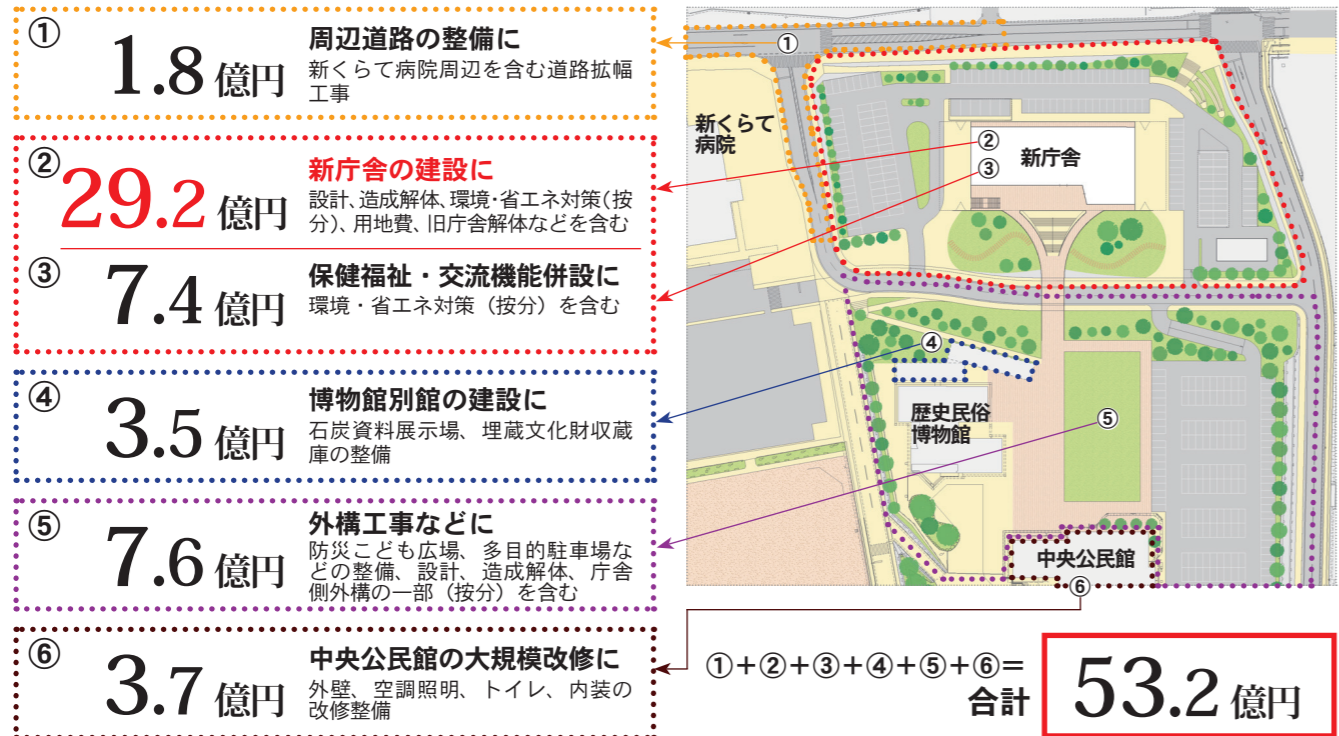 ①
1.8 億円
周辺道路の整備に
新くらて病院周辺を含む道路拡幅
工事
②
29.2 億円
新庁舎の建設に
設計、造成解体、環境・省エネ対策（按
分）、用地費、旧庁舎解体などを含む
③
7.4 億円
保健福祉・交流機能併設に
環境・省エネ対策（按分）を含む
④
3.5 億円
博物館別館の建設に
石炭資料展示場、埋蔵文化財収蔵
庫の整備
⑤
7.6 億円
外構工事などに
防災こども広場、多目的駐車場な
どの整備、設計、造成解体、庁舎
側外構の一部（按分）を含む
⑥
3.7 億円
中央公民館の大規模改修に
外壁、空調照明、トイレ、内装の
改修整備
①
新くらて
病院
②
③
新庁舎
④
歴史民俗
博物館
⑤
中央公民館
⑥
①+②+③+④+⑤+⑥=
合計
53.2 億円